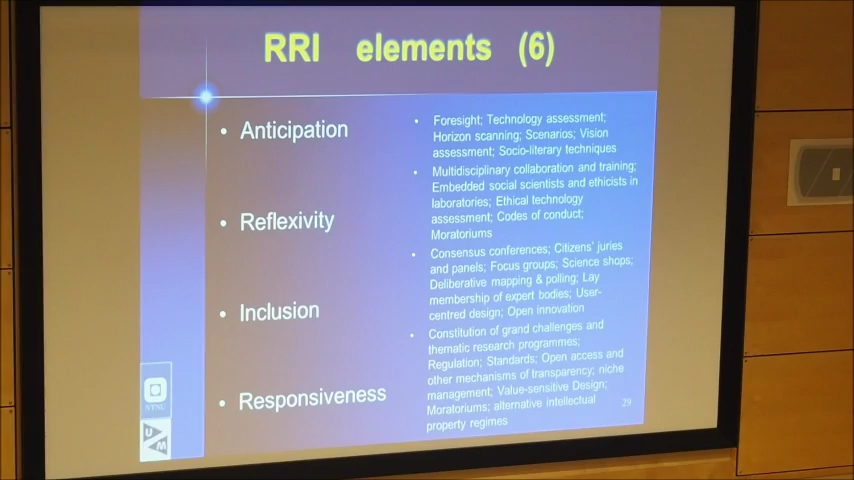 RRI elements (6)
• Anticipation
• Foresight; Technology assessment;
Horizon scanning; Scenarios; Vision
assessment; Socio-literary techniques
• Reflexivity
• Multidisciplinary collaboration and training;
Embedded social scientists and ethicists in
laboratories; Ethical technology
assessment; Codes of conduct;
Moratoriums
• Inclusion
• Consensus conferences; Citizens' juries
and panels; Focus groups; Science shops;
Deliberative mapping & polling; Lay
membership of expert bodies; User-
centred design; Open innovation
• Responsiveness
• Constitution of grand challenges and
thematic research programmes;
Regulation; Standards; Open access and
other mechanisms of transparency; niche
management; Value-sensitive Design;
Moratoriums; alternative intellectual
property regimes
29
NTNU
U
M